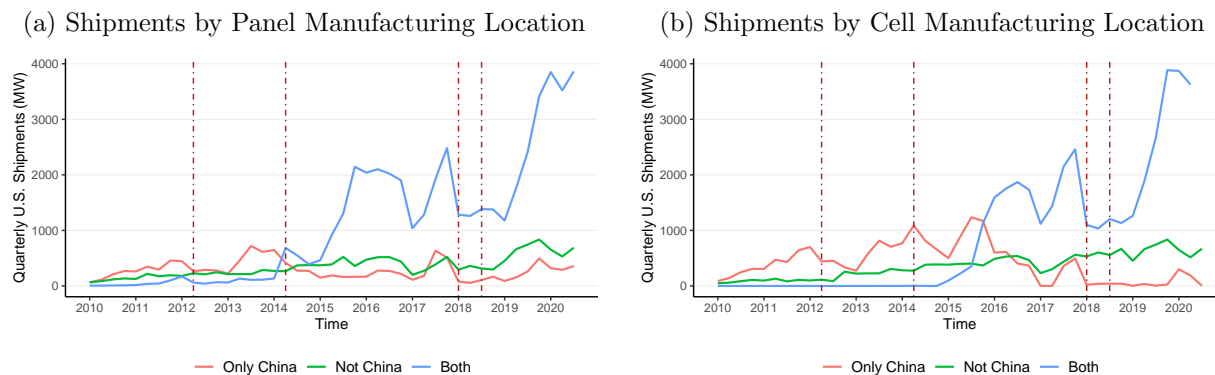 (a) Shipments by Panel Manufacturing Location
Quarterly U.S. Shipments (MW)
4000
3000
2000
1000
0
2010 2011 2012 2013 2014 2015 2016 2017 2018 2019 2020
Time
Only China Not China Both
(b) Shipments by Cell Manufacturing Location
Quarterly U.S. Shipments (MW)
4000
3000
2000
1000
0
2010 2011 2012 2013 2014 2015 2016 2017 2018 2019 2020
Time
Only China Not China Both